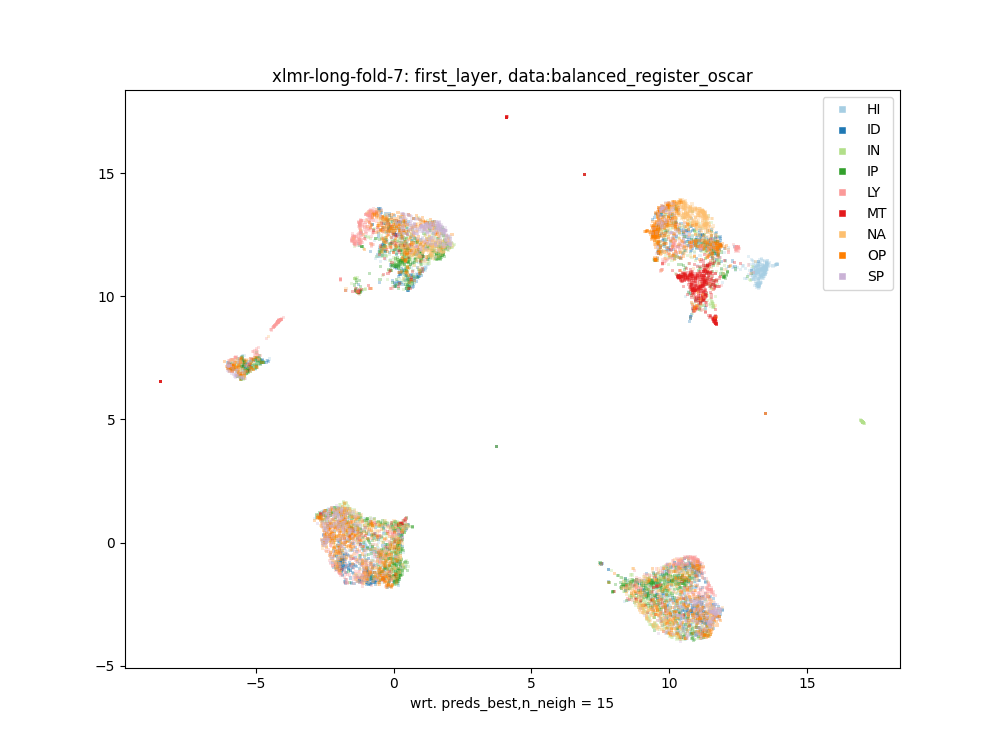 xlmr-long-fold-7: first_layer, data:balanced_register_oscar
HI
ID
IN
IP
LY
MT
NA
OP
SP
15
10
5
0
−5
−5
0
5
10
15
wrt. preds_best,n_neigh = 15